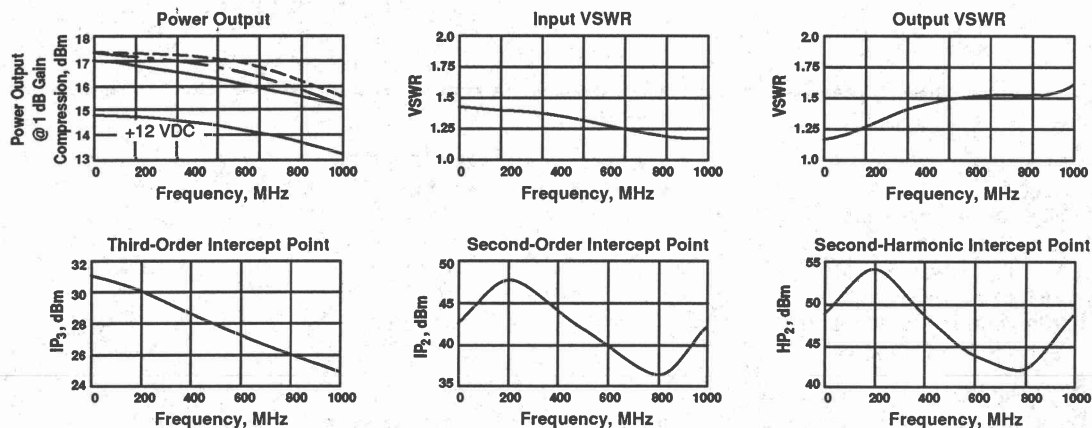 Power Output
Power Output
@ 1 dB Gain
Compression, dBm
18
17
16
15
14
13
+12 VDC
0 200 400 600 800 1000
Frequency, MHz
Input VSWR
VSWR
2.0
1.75
1.5
1.25
1.0
0 200 400 600 800 1000
Frequency, MHz
Output VSWR
VSWR
2.0
1.75
1.5
1.25
1.0
0 200 400 600 800 1000
Frequency, MHz
Third-Order Intercept Point
IP3, dBm
32
30
28
26
24
0 200 400 600 800 1000
Frequency, MHz
Second-Order Intercept Point
IP2, dBm
50
45
40
35
0 200 400 600 800 1000
Frequency, MHz
Second-Harmonic Intercept Point
HP2, dBm
55
50
45
40
0 200 400 600 800 1000
Frequency, MHz